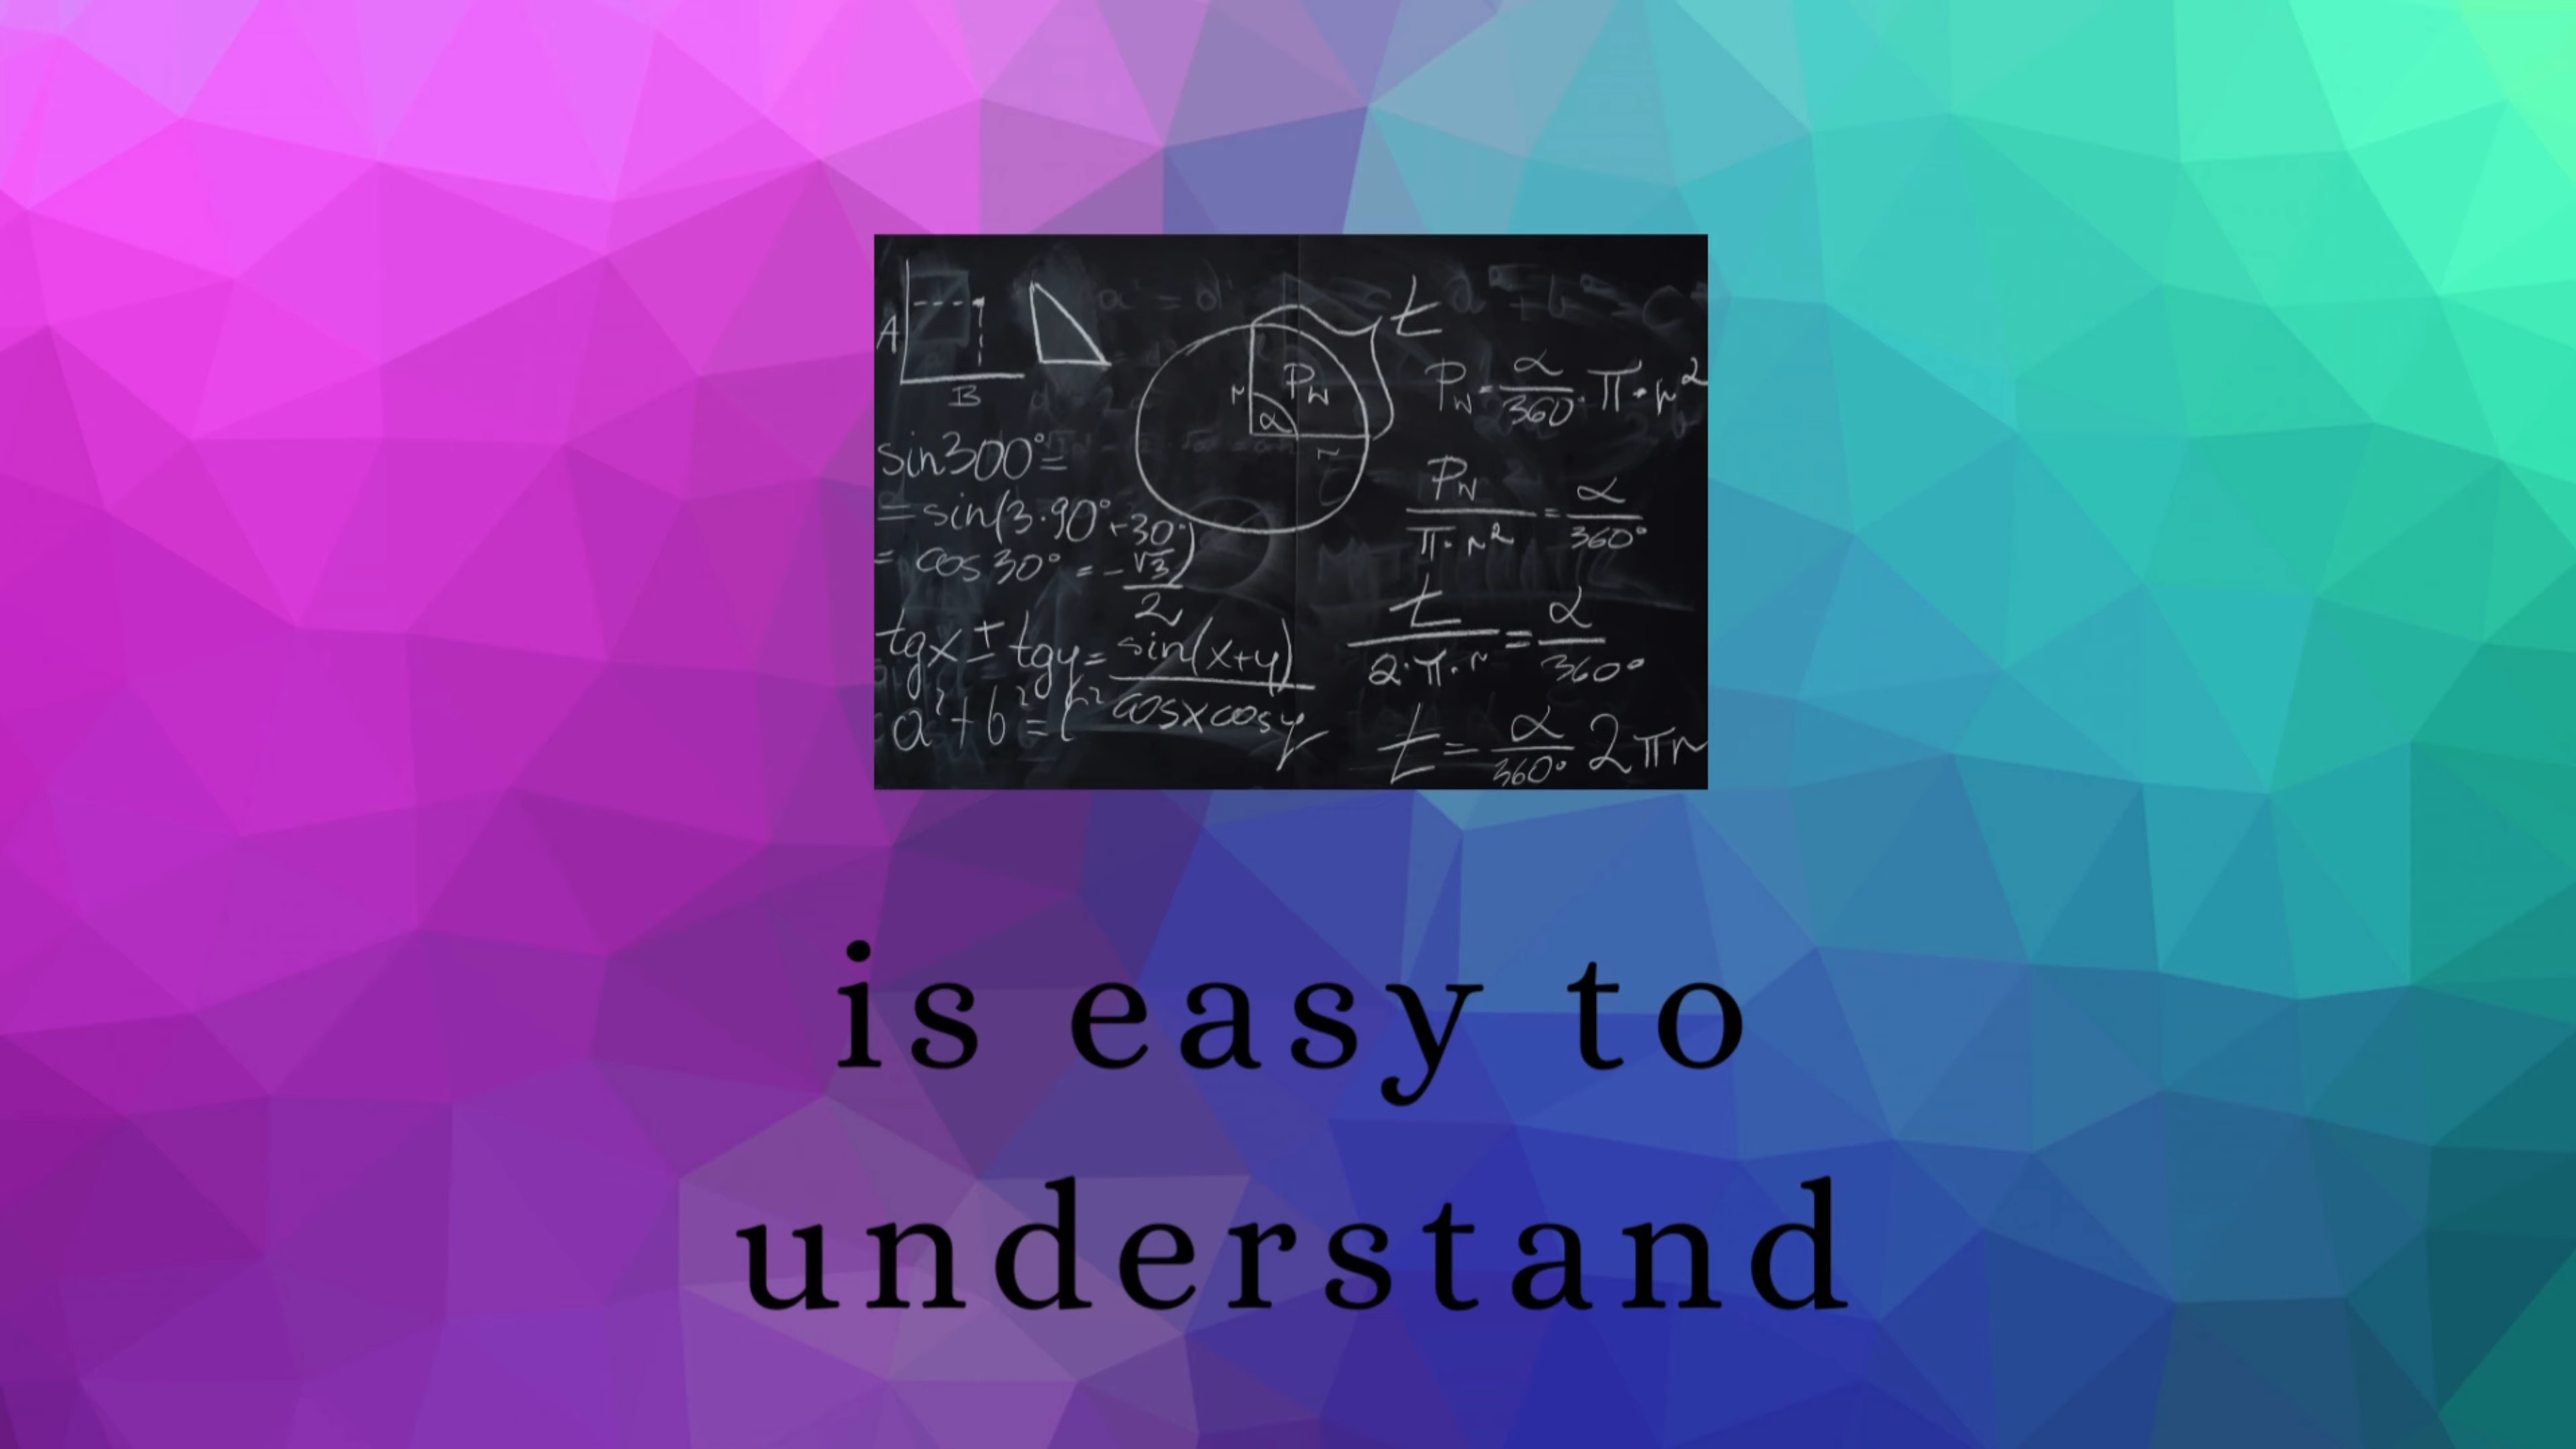 A
B
t
r
P_W
α
r
P_W = α/360° · π · r²
sin300° =
= sin(3·90°+30°)
= cos30° = -√3/2
P_W/π·r² = α/360°
t/2·π·r = α/360°
tgx ± tgy = sin(x+y)/cosxcosy
a² + b² = c²
t = α/360° 2πr
is easy to
understand